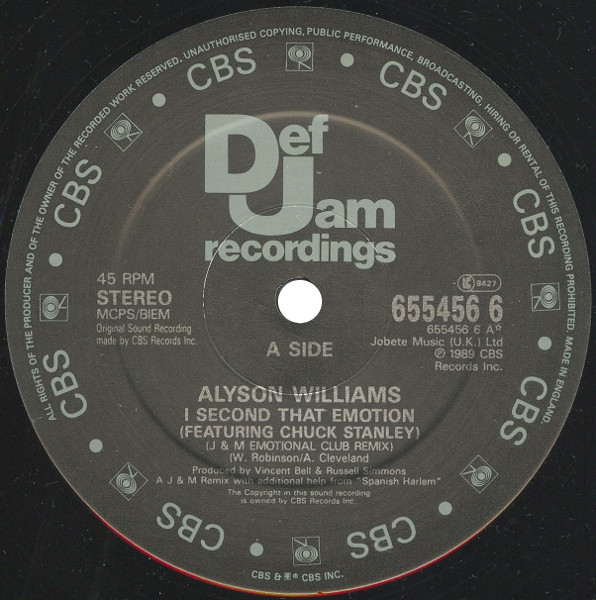 ALL RIGHTS OF THE PRODUCER AND OF THE OWNER OF THE RECORDED WORK RESERVED. UNAUTHORISED COPYING, PUBLIC PERFORMANCE, BROADCASTING, HIRING OR RENTAL OF THIS RECORDING PROHIBITED. MADE IN ENGLAND.
CBS
CBS
CBS
CBS
CBS
CBS
CBS
CBS
CBS
Def
Jam
recordings
45 RPM
STEREO
MCPS/BIEM
Original Sound Recording
made by CBS Records Inc.
LC 8427
655456 6
655456 6 A
Jobete Music (U.K.) Ltd
℗ 1989 CBS
Records Inc.
A SIDE
ALYSON WILLIAMS
I SECOND THAT EMOTION
(FEATURING CHUCK STANLEY)
(J & M EMOTIONAL CLUB REMIX)
(W. Robinson/A. Cleveland)
Produced by Vincent Bell & Russell Simmons
A J & M Remix with additional help from "Spanish Harlem"
The Copyright in this sound recording
is owned by CBS Records Inc.
CBS & ® CBS INC.